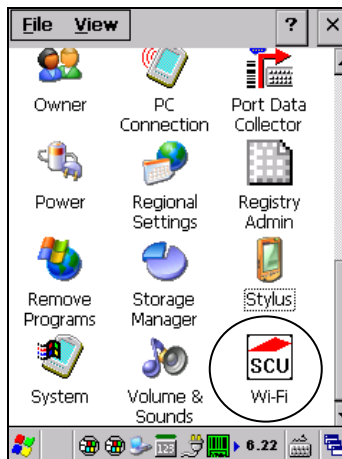 File View ? ×
Owner PC Connection Port Data Collector
Power Regional Settings Registry Admin
Remove Programs Storage Manager Stylus
SCU
System Volume & Sounds Wi-Fi
123 6.22